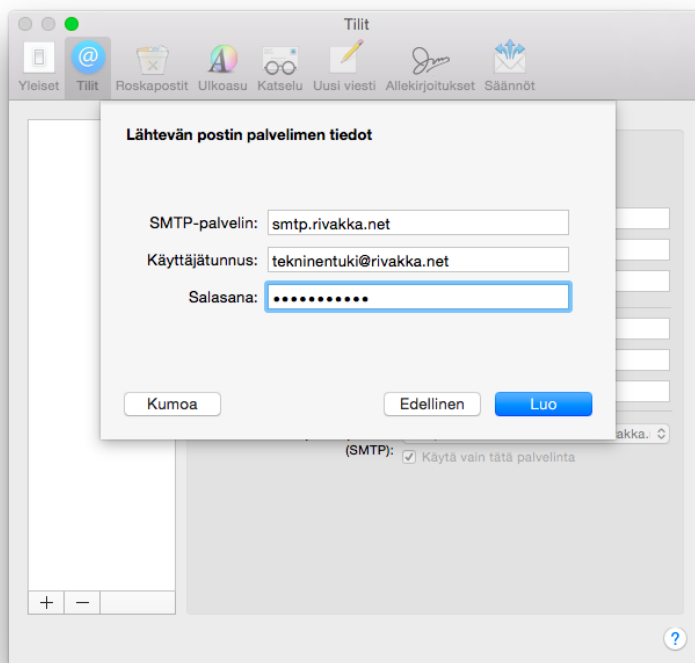 Tilit
Yleiset Tilit Roskapostit Ulkoasu Katselu Uusi viesti Allekirjoitukset Säännöt
Lähtevän postin palvelimen tiedot
SMTP-palvelin: smtp.rivakka.net
Käyttäjätunnus: tekninentuki@rivakka.net
Salasana: •••••••••••
Kumoa Edellinen Luo
(SMTP): akka.
Käytä vain tätä palvelinta
+ −
?